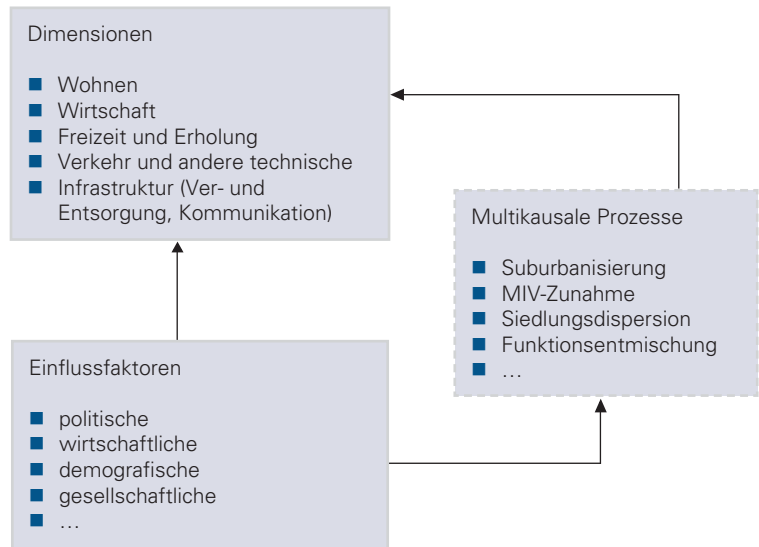 Dimensionen
■ Wohnen
■ Wirtschaft
■ Freizeit und Erholung
■ Verkehr und andere technische
■ Infrastruktur (Ver- und
Entsorgung, Kommunikation)
Multikausale Prozesse
■ Suburbanisierung
■ MIV-Zunahme
■ Siedlungsdispersion
■ Funktionsentmischung
■ …
Einflussfaktoren
■ politische
■ wirtschaftliche
■ demografische
■ gesellschaftliche
■ …